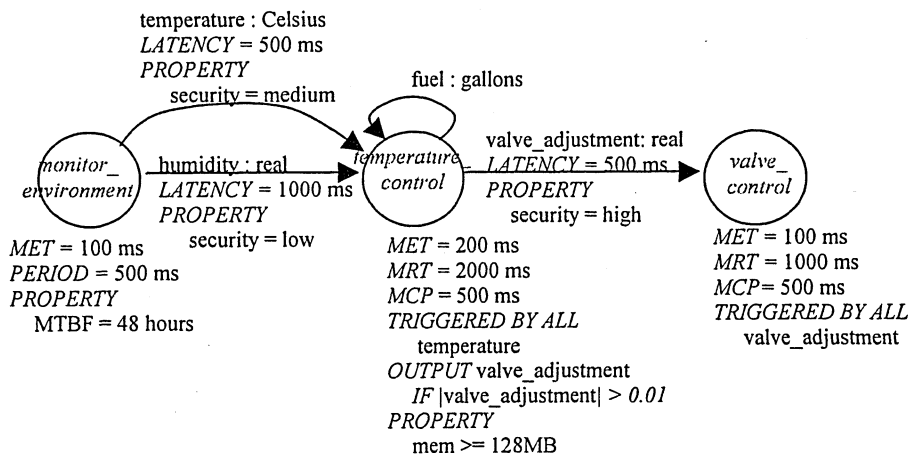 temperature : Celsius
LATENCY = 500 ms
PROPERTY
security = medium
fuel : gallons
monitor_
environment
humidity : real
LATENCY = 1000 ms
PROPERTY
security = low
temperature
control
valve_adjustment: real
LATENCY = 500 ms
PROPERTY
security = high
valve_
control
MET = 100 ms
PERIOD = 500 ms
PROPERTY
MTBF = 48 hours
MET = 200 ms
MRT = 2000 ms
MCP = 500 ms
TRIGGERED BY ALL
temperature
OUTPUT valve_adjustment
IF |valve_adjustment| > 0.01
PROPERTY
mem >= 128MB
MET = 100 ms
MRT = 1000 ms
MCP= 500 ms
TRIGGERED BY ALL
valve_adjustment